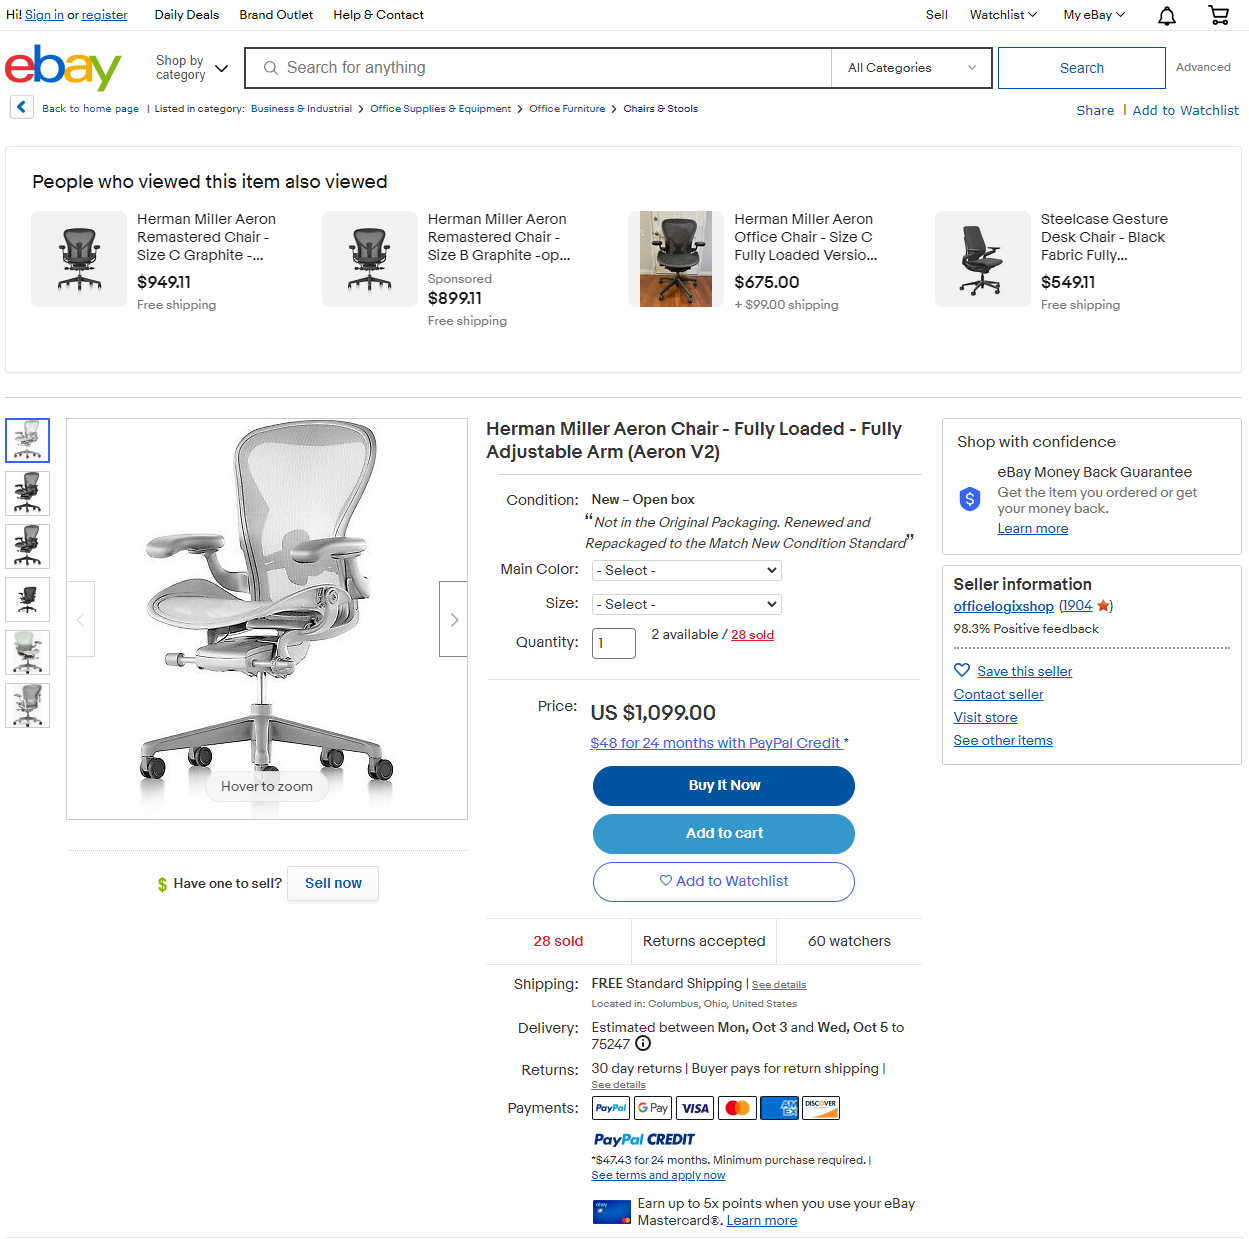 Hi! Sign in or register Daily Deals Brand Outlet Help & Contact Sell Watchlist My eBay
ebay
Shop by
category
Search for anything
All Categories
Search
Advanced
Back to home page | Listed in category: Business & Industrial > Office Supplies & Equipment > Office Furniture > Chairs & Stools
Share | Add to Watchlist
People who viewed this item also viewed
Herman Miller Aeron
Remastered Chair -
Size C Graphite -...
$949.11
Free shipping
Herman Miller Aeron
Remastered Chair -
Size B Graphite -op...
Sponsored
$899.11
Free shipping
Herman Miller Aeron
Office Chair - Size C
Fully Loaded Versio...
$675.00
+ $99.00 shipping
Steelcase Gesture
Desk Chair - Black
Fabric Fully...
$549.11
Free shipping
Hover to zoom
$ Have one to sell? Sell now
Herman Miller Aeron Chair - Fully Loaded - Fully
Adjustable Arm (Aeron V2)
Condition: New – Open box
“Not in the Original Packaging. Renewed and
Repackaged to the Match New Condition Standard”
Main Color: - Select -
Size: - Select -
Quantity: 1 2 available / 28 sold
Price: US $1,099.00
$48 for 24 months with PayPal Credit *
Buy It Now
Add to cart
Add to Watchlist
28 sold
Returns accepted
60 watchers
Shipping: FREE Standard Shipping | See details
Located in: Columbus, Ohio, United States
Delivery: Estimated between Mon, Oct 3 and Wed, Oct 5 to
75247
Returns: 30 day returns | Buyer pays for return shipping |
See details
Payments: PayPal G Pay VISA AMEX DISCOVER
PayPal CREDIT
*$47.43 for 24 months. Minimum purchase required. |
See terms and apply now
ebay
Earn up to 5x points when you use your eBay
Mastercard®. Learn more
Shop with confidence
eBay Money Back Guarantee
$
Get the item you ordered or get
your money back.
Learn more
Seller information
officelogixshop (1904)
98.3% Positive feedback
Save this seller
Contact seller
Visit store
See other items